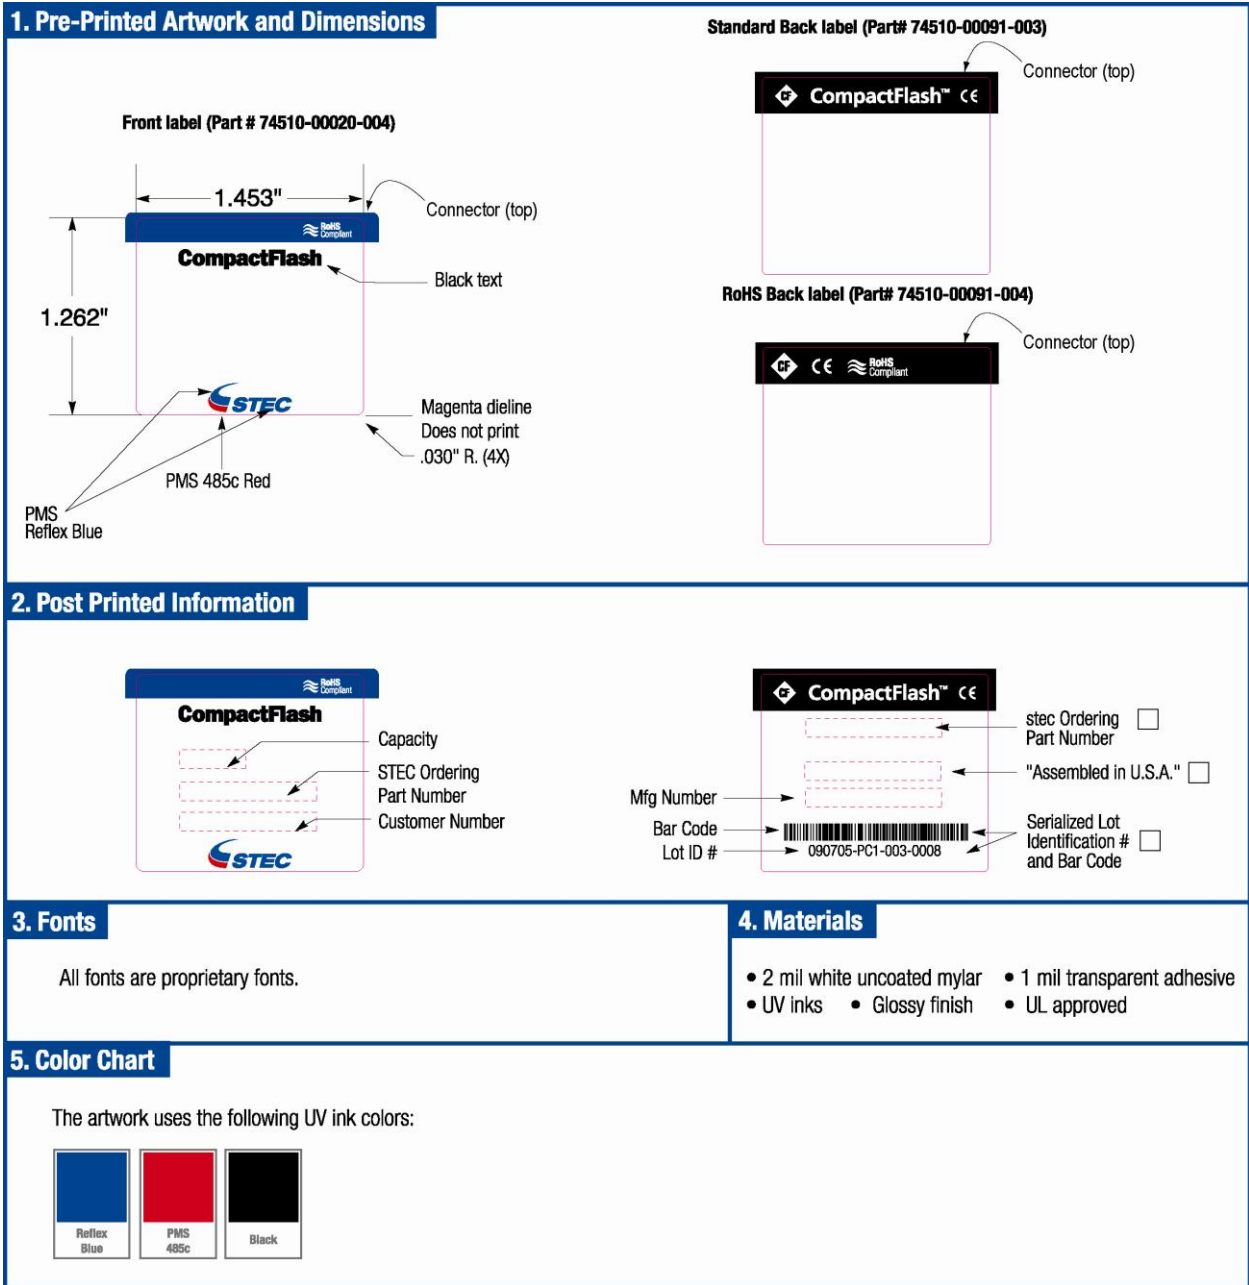 1. Pre-Printed Artwork and Dimensions
Front label (Part # 74510-00020-004)
1.453"
Connector (top)
RoHS
Compliant
CompactFlash
Black text
1.262"
STEC
Magenta dieline
Does not print
.030" R. (4X)
PMS 485c Red
PMS
Reflex Blue
Standard Back label (Part# 74510-00091-003)
Connector (top)
CF CompactFlash™ CE
RoHS Back label (Part# 74510-00091-004)
Connector (top)
CF CE RoHS
Compliant
2. Post Printed Information
RoHS
Compliant
CompactFlash
Capacity
STEC Ordering
Part Number
Customer Number
STEC
CF CompactFlash™ CE
stec Ordering
Part Number
"Assembled in U.S.A."
Mfg Number
Bar Code
Lot ID #
090705-PC1-003-0008
Serialized Lot
Identification #
and Bar Code
3. Fonts
All fonts are proprietary fonts.
4. Materials
• 2 mil white uncoated mylar • 1 mil transparent adhesive
• UV inks • Glossy finish • UL approved
5. Color Chart
The artwork uses the following UV ink colors:
Reflex
Blue
PMS
485c
Black